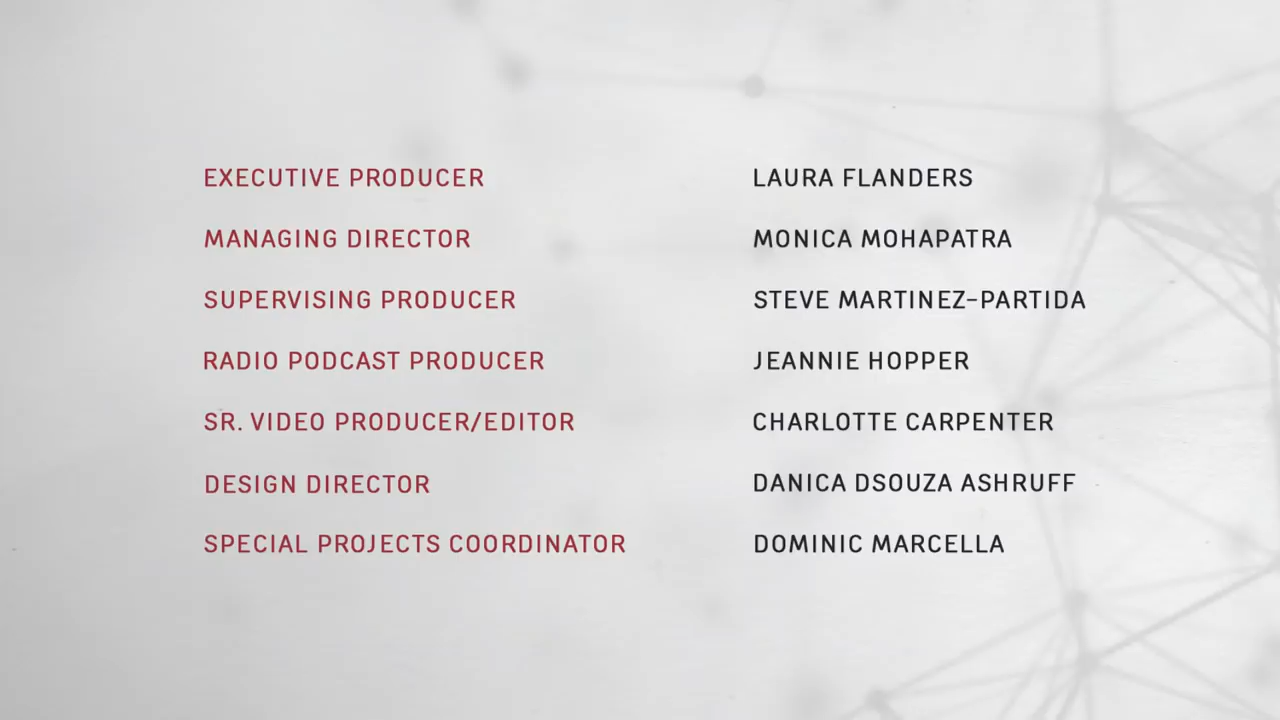 EXECUTIVE PRODUCER LAURA FLANDERS
MANAGING DIRECTOR MONICA MOHAPATRA
SUPERVISING PRODUCER STEVE MARTINEZ-PARTIDA
RADIO PODCAST PRODUCER JEANNIE HOPPER
SR. VIDEO PRODUCER/EDITOR CHARLOTTE CARPENTER
DESIGN DIRECTOR DANICA DSOUZA ASHRUFF
SPECIAL PROJECTS COORDINATOR DOMINIC MARCELLA